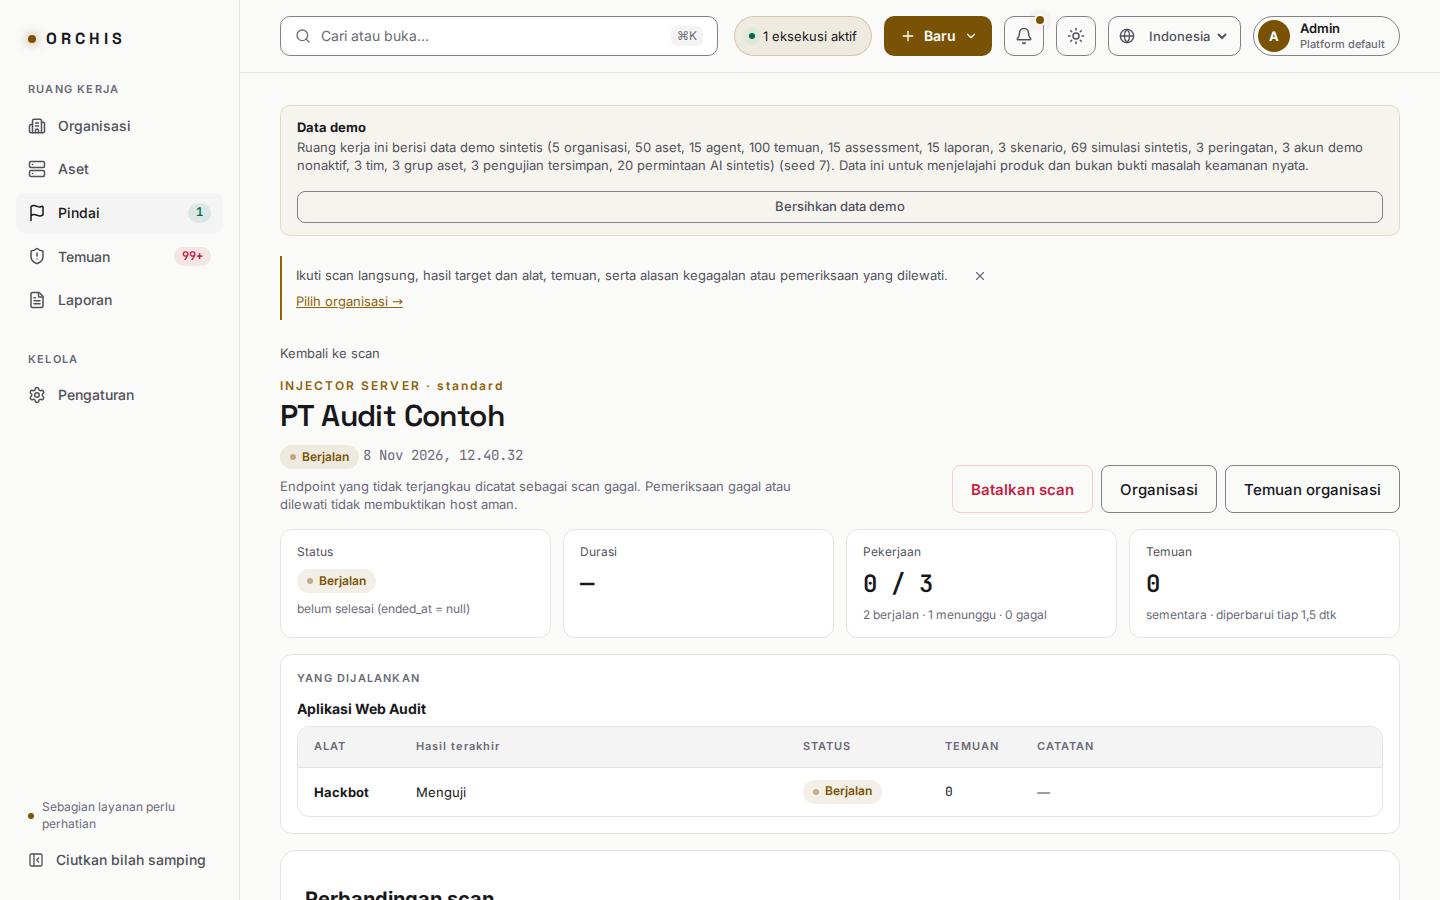 ORCHIS
RUANG KERJA
Organisasi
Aset
Pindai 1
Temuan 99+
Laporan
KELOLA
Pengaturan
Sebagian layanan perlu
perhatian
Ciutkan bilah samping
Cari atau buka... ⌘K
1 eksekusi aktif
Baru
Indonesia
A
Admin
Platform default
Data demo
Ruang kerja ini berisi data demo sintetis (5 organisasi, 50 aset, 15 agent, 100 temuan, 15 assessment, 15 laporan, 3 skenario, 69 simulasi sintetis, 3 peringatan, 3 akun demo
nonaktif, 3 tim, 3 grup aset, 3 pengujian tersimpan, 20 permintaan AI sintetis) (seed 7). Data ini untuk menjelajahi produk dan bukan bukti masalah keamanan nyata.
Bersihkan data demo
Ikuti scan langsung, hasil target dan alat, temuan, serta alasan kegagalan atau pemeriksaan yang dilewati.
Pilih organisasi →
Kembali ke scan
INJECTOR SERVER · standard
PT Audit Contoh
Berjalan 8 Nov 2026, 12.40.32
Endpoint yang tidak terjangkau dicatat sebagai scan gagal. Pemeriksaan gagal atau
dilewati tidak membuktikan host aman.
Batalkan scan
Organisasi
Temuan organisasi
Status
Berjalan
belum selesai (ended_at = null)
Durasi
—
Pekerjaan
0 / 3
2 berjalan · 1 menunggu · 0 gagal
Temuan
0
sementara · diperbarui tiap 1,5 dtk
YANG DIJALANKAN
Aplikasi Web Audit
ALAT Hasil terakhir STATUS TEMUAN CATATAN
Hackbot Menguji Berjalan 0 —
Perbandingan scan